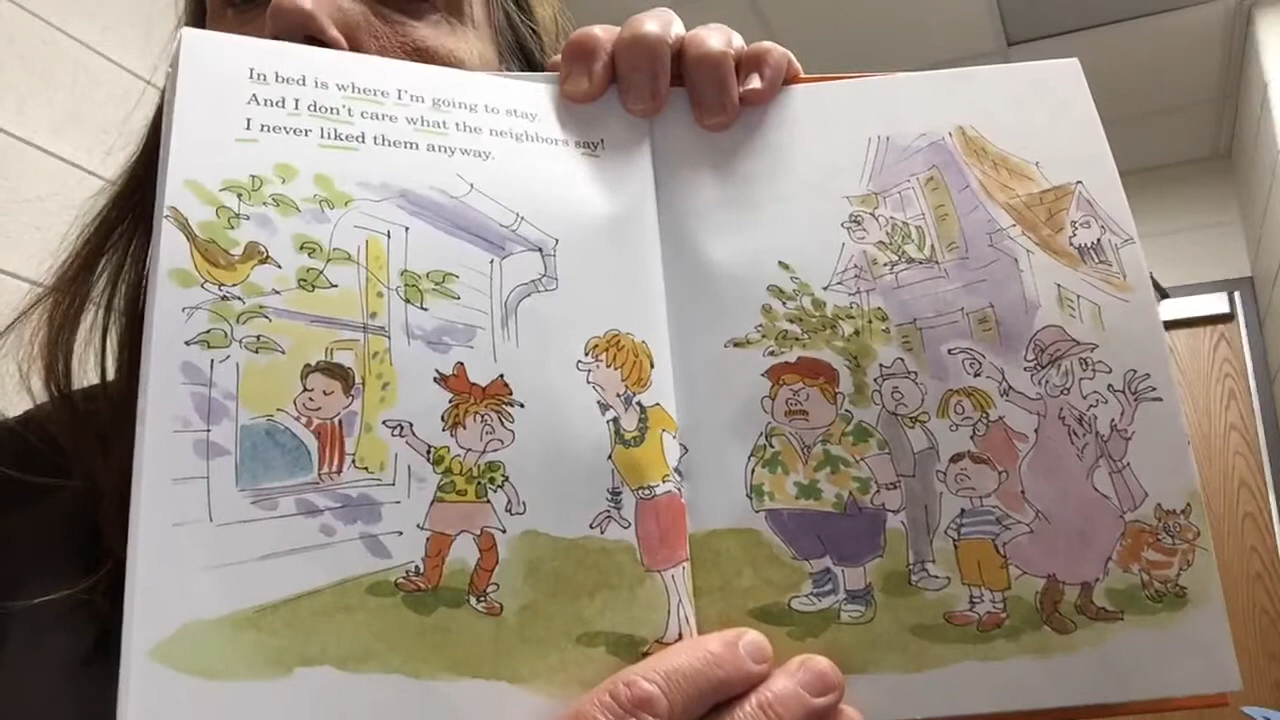 In bed is where I'm going to stay.
And I don't care what the neighbors say!
I never liked them anyway.